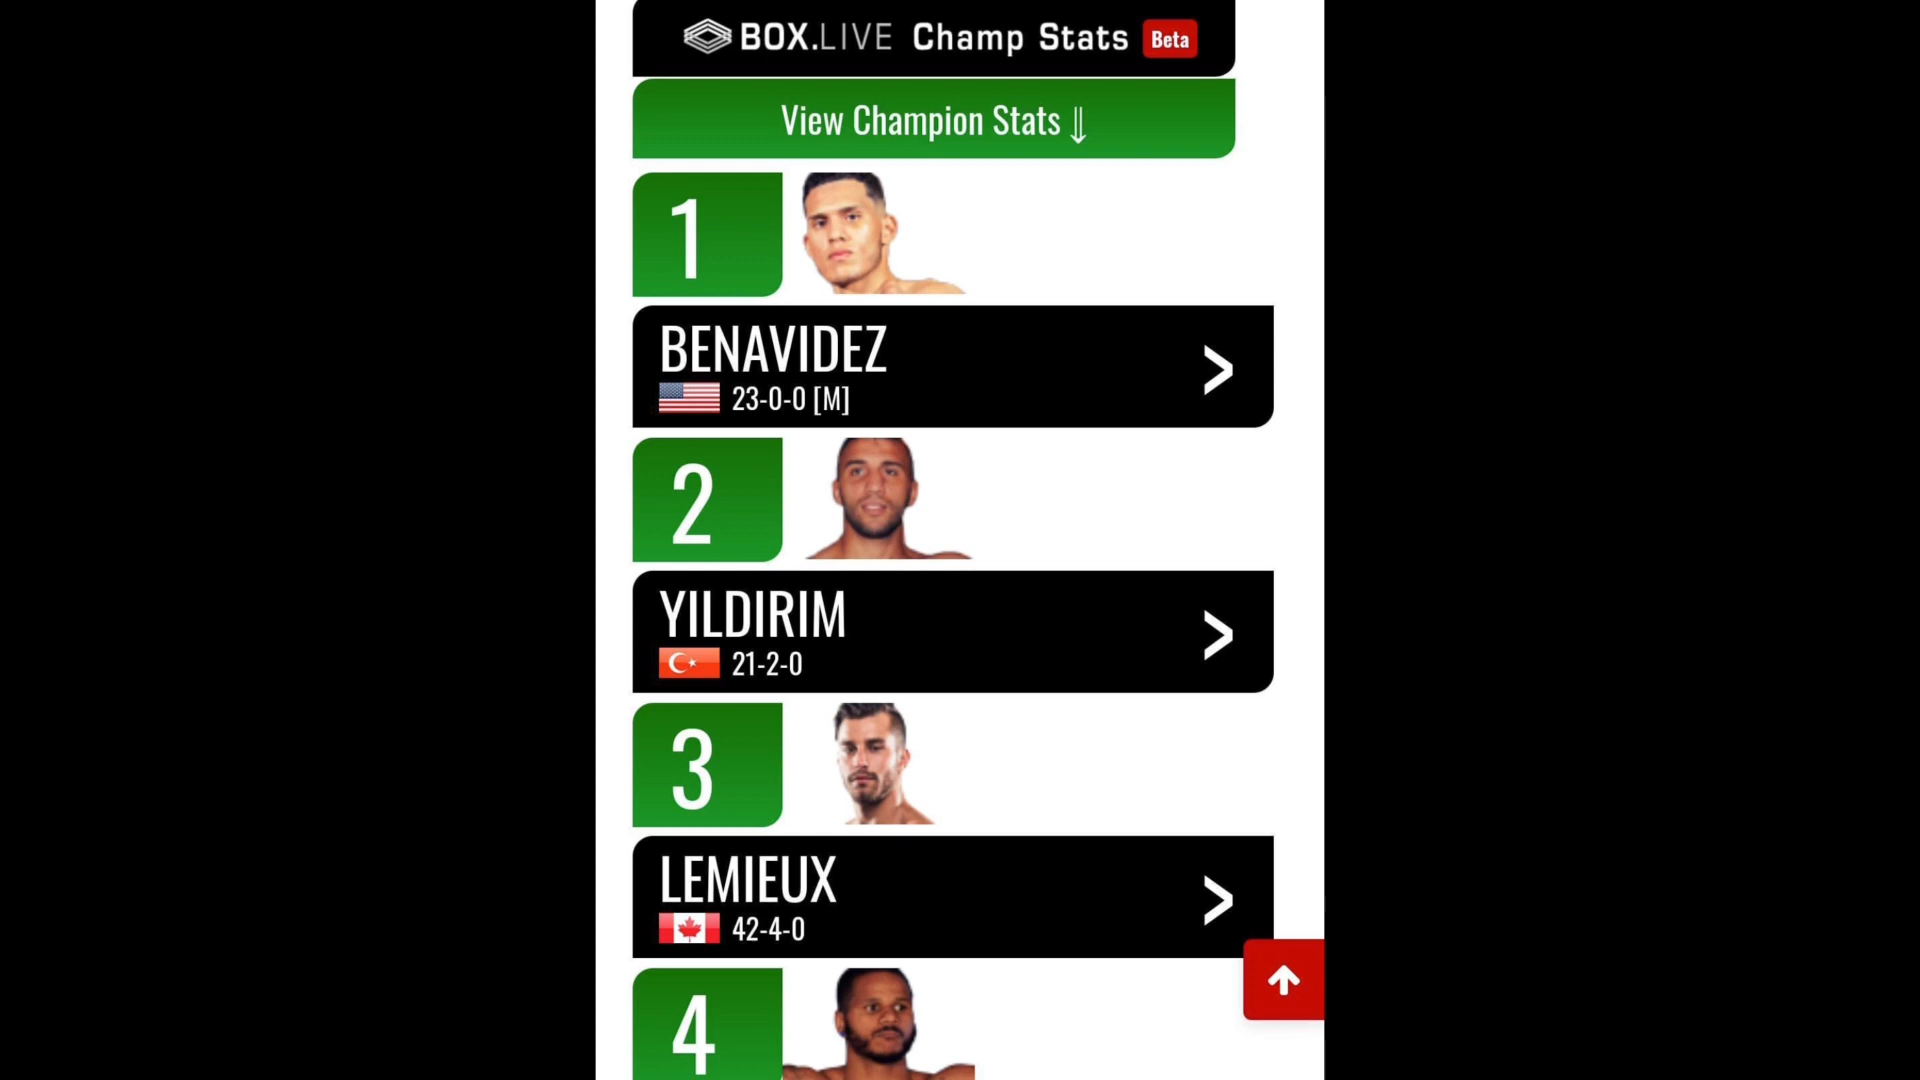 BOX.LIVE Champ Stats Beta
View Champion Stats ⇓
1
BENAVIDEZ
23-0-0 [M]
2
YILDIRIM
21-2-0
3
LEMIEUX
42-4-0
4